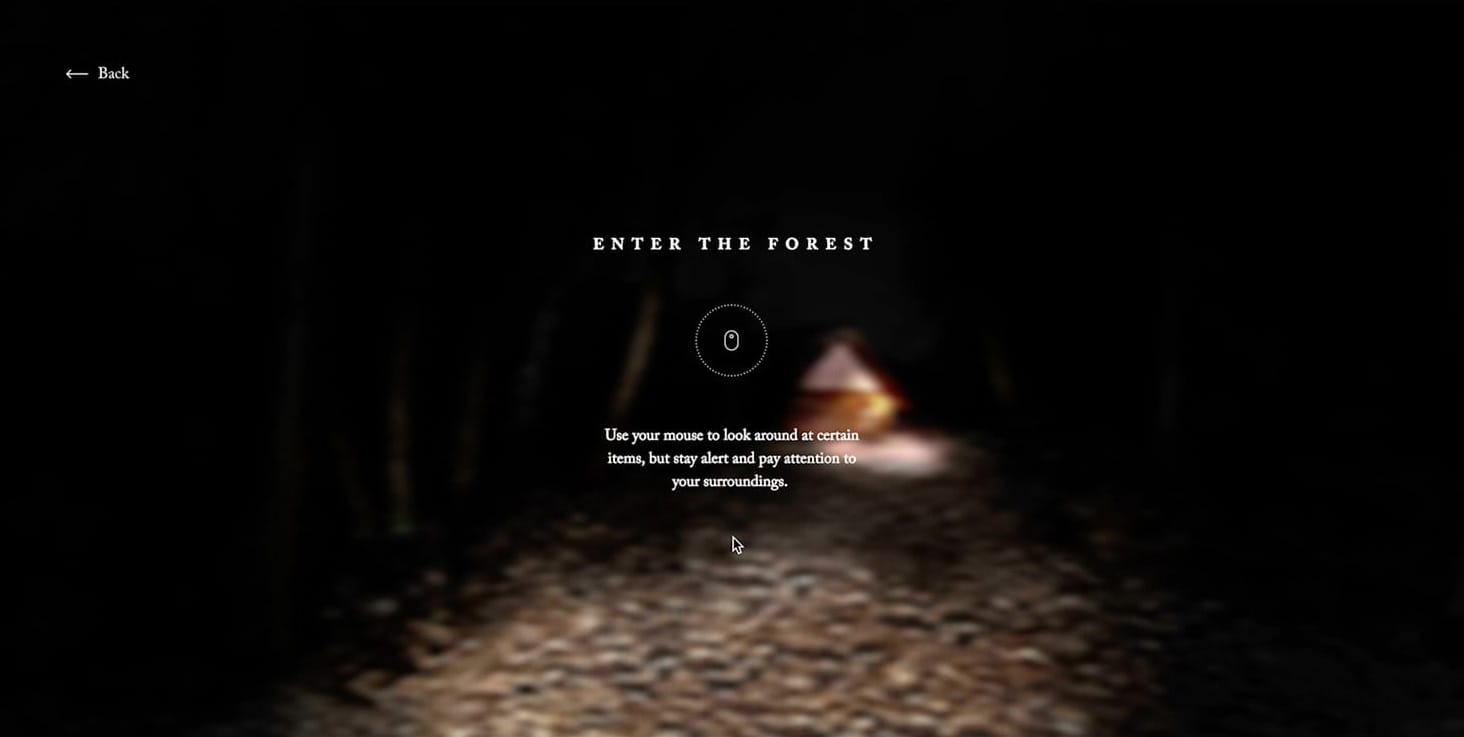 Back
ENTER THE FOREST
Use your mouse to look around at certain
items, but stay alert and pay attention to
your surroundings.